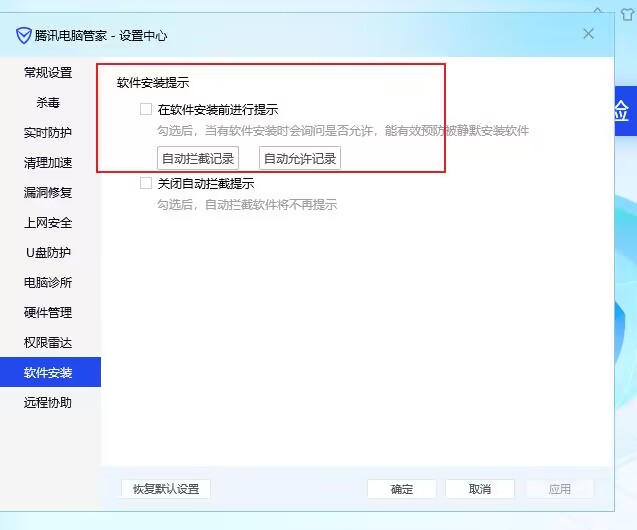 腾讯电脑管家 - 设置中心
常规设置
杀毒
实时防护
清理加速
漏洞修复
上网安全
U盘防护
电脑诊所
硬件管理
权限雷达
软件安装
远程协助
软件安装提示
在软件安装前进行提示
勾选后，当有软件安装时会询问是否允许，能有效预防被静默安装软件
自动拦截记录 自动允许记录
关闭自动拦截提示
勾选后，自动拦截软件将不再提示
恢复默认设置 确定 取消 应用